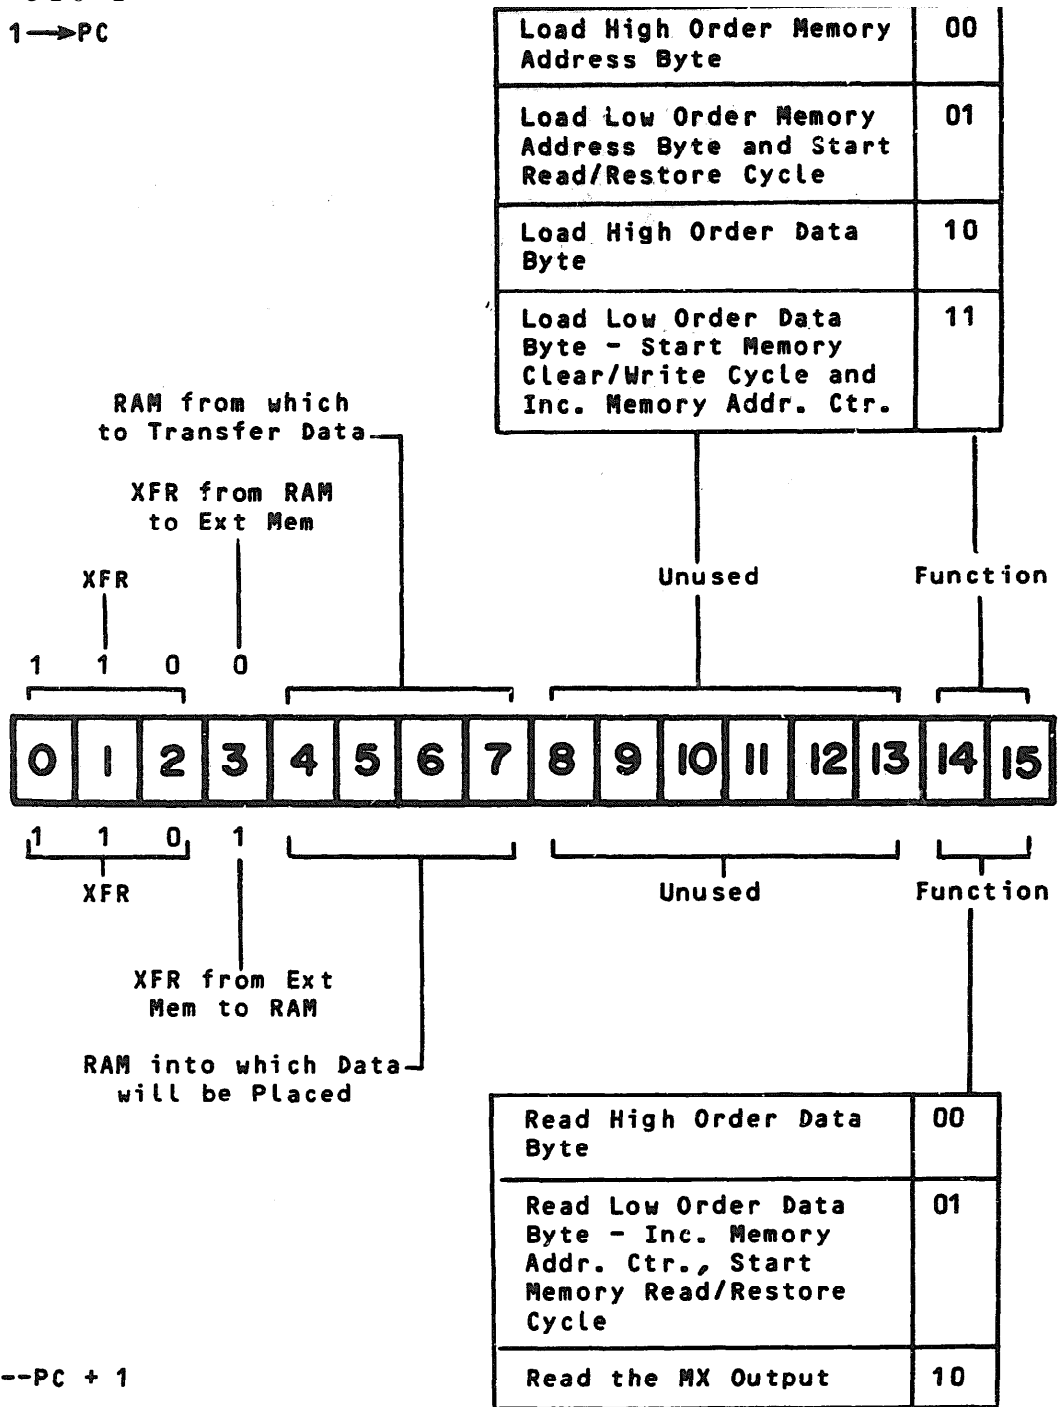 1→PC
Load High Order Memory 00
Address Byte
Load Low Order Memory 01
Address Byte and Start
Read/Restore Cycle
Load High Order Data 10
Byte
Load Low Order Data 11
Byte - Start Memory
Clear/Write Cycle and
Inc. Memory Addr. Ctr.
RAM from which
to Transfer Data
XFR from RAM
to Ext Mem
XFR
Unused
Function
1 1 0 0
0 1 2 3 4 5 6 7 8 9 10 11 12 13 14 15
1 1 0 1
XFR
Unused
Function
XFR from Ext
Mem to RAM
RAM into which Data
will be Placed
Read High Order Data 00
Byte
Read Low Order Data 01
Byte - Inc. Memory
Addr. Ctr., Start
Memory Read/Restore
Cycle
Read the MX Output 10
--PC + 1